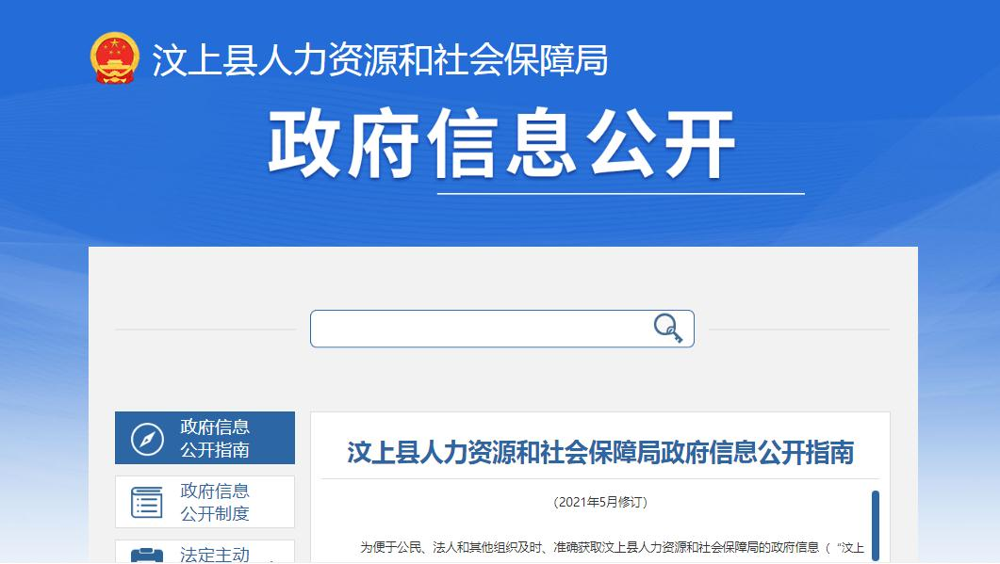 汶上县人力资源和社会保障局
政府信息公开
政府信息
公开指南
政府信息
公开制度
法定主动
汶上县人力资源和社会保障局政府信息公开指南
（2021年5月修订）
为便于公民、法人和其他组织及时、准确获取汶上县人力资源和社会保障局的政府信息（“汶上